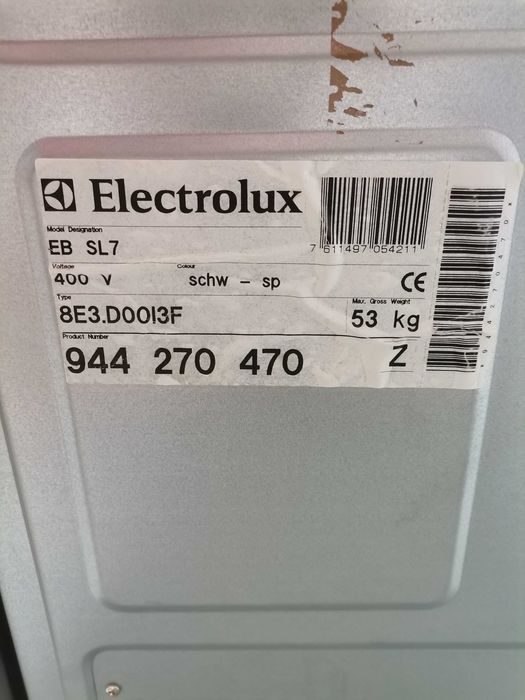 Electrolux
Model Designation
EB SL7
7 611497 054211
Voltage
Colour
400 V
schw - sp
CE
Type
Max. Gross Weight
8E3.D00I3F
53 kg
Product Number
944 270 470
Z